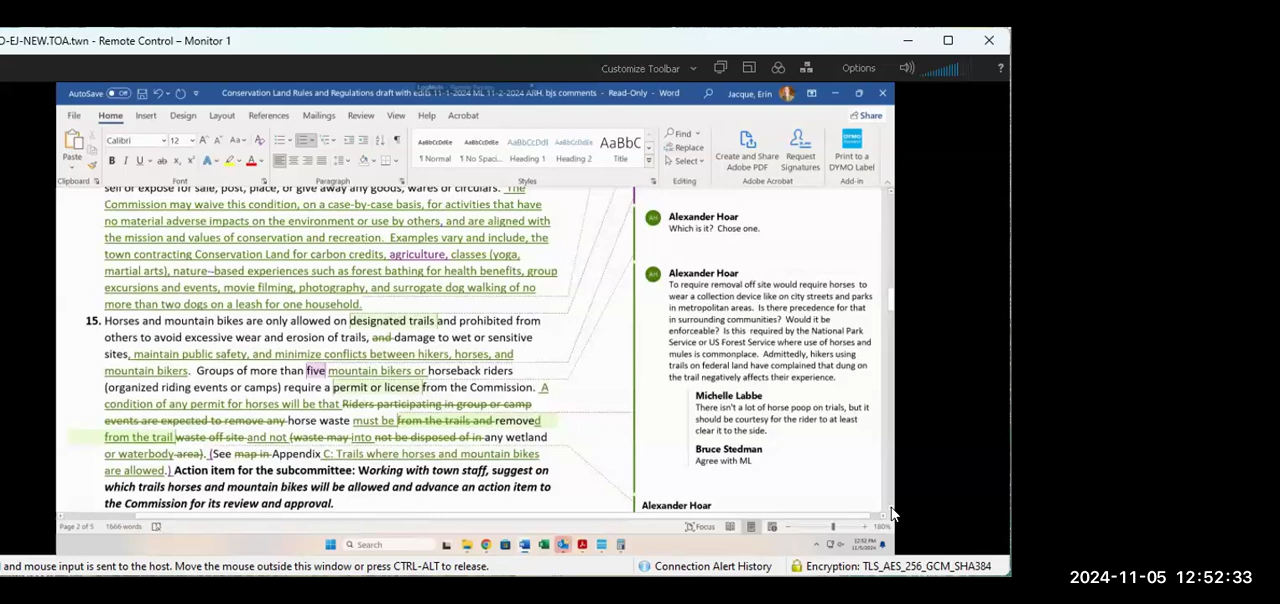 O-EJ-NEW.TOA.twn - Remote Control – Monitor 1
Customize Toolbar
Options
?
AutoSave Off
Conservation Land Rules and Regulations draft with edits 11-1-2024 ML 11-2-2024 ARH, bjs comments - Read-Only - Word
Jacque, Erin
File Home Insert Design Layout References Mailings Review View Help Acrobat
Share
Calibri 12
Paste
Find
Replace
Select
AaBbCcDdI AaBbCcDdE AaBbCcDdI AaBbCcDdE AaBbC
1 Normal 1 No Spaci... Heading 1 Heading 2 Title
Create and Share Adobe PDF
Request Signatures
Print to a DYMO Label
Clipboard Font Paragraph Styles Editing Adobe Acrobat Add-in
sell or expose for sale, post, place, or give away any goods, wares or circulars. The
Commission may waive this condition, on a case-by-case basis, for activities that have
no material adverse impacts on the environment or use by others, and are aligned with
the mission and values of conservation and recreation. Examples vary and include, the
town contracting Conservation Land for carbon credits, agriculture, classes (yoga,
martial arts), nature--based experiences such as forest bathing for health benefits, group
excursions and events, movie filming, photography, and surrogate dog walking of no
more than two dogs on a leash for one household.
15. Horses and mountain bikes are only allowed on designated trails and prohibited from
others to avoid excessive wear and erosion of trails, and damage to wet or sensitive
sites, maintain public safety, and minimize conflicts between hikers, horses, and
mountain bikers. Groups of more than five mountain bikers or horseback riders
(organized riding events or camps) require a permit or license from the Commission. A
condition of any permit for horses will be that Riders participating in group or camp
events are expected to remove any horse waste must be from the trails and removed
from the trail waste off site and not (waste may into not be disposed of in any wetland
or waterbody area). (See map in Appendix C: Trails where horses and mountain bikes
are allowed.) Action item for the subcommittee: Working with town staff, suggest on
which trails horses and mountain bikes will be allowed and advance an action item to
the Commission for its review and approval.
AH
Alexander Hoar
Which is it? Chose one.
AH
Alexander Hoar
To require removal off site would require horses to
wear a collection device like on city streets and parks
in metropolitan areas. Is there precedence for that
in surrounding communities? Would it be
enforceable? Is this required by the National Park
Service or US Forest Service where use of horses and
mules is commonplace. Admittedly, hikers using
trails on federal land have complained that dung on
the trail negatively affects their experience.
Michelle Labbe
There isn't a lot of horse poop on trials, but it
should be courtesy for the rider to at least
clear it to the side.
Bruce Stedman
Agree with ML
Alexander Hoar
Page 2 of 5 1666 words
Focus
180%
Search
12:52 PM
11/5/2024
l and mouse input is sent to the host. Move the mouse outside this window or press CTRL-ALT to release.
Connection Alert History
Encryption: TLS_AES_256_GCM_SHA384
2024-11-05 12:52:33